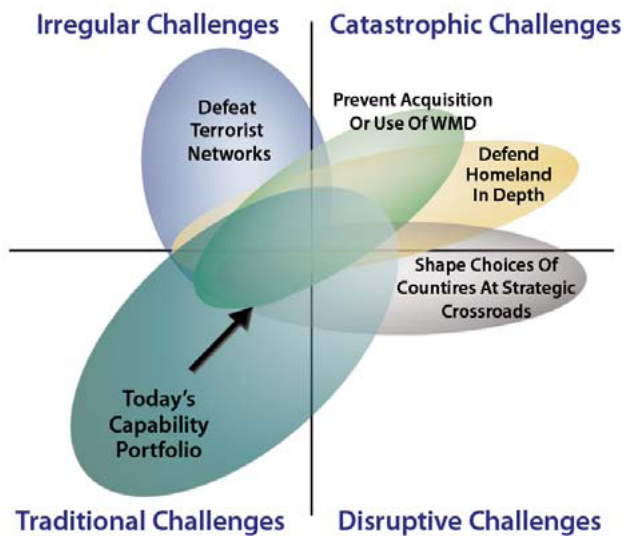 Irregular Challenges
Catastrophic Challenges
Defeat
Terrorist
Networks
Prevent Acquisition
Or Use Of WMD
Defend
Homeland
In Depth
Shape Choices Of
Countires At Strategic
Crossroads
Today's
Capability
Portfolio
Traditional Challenges
Disruptive Challenges